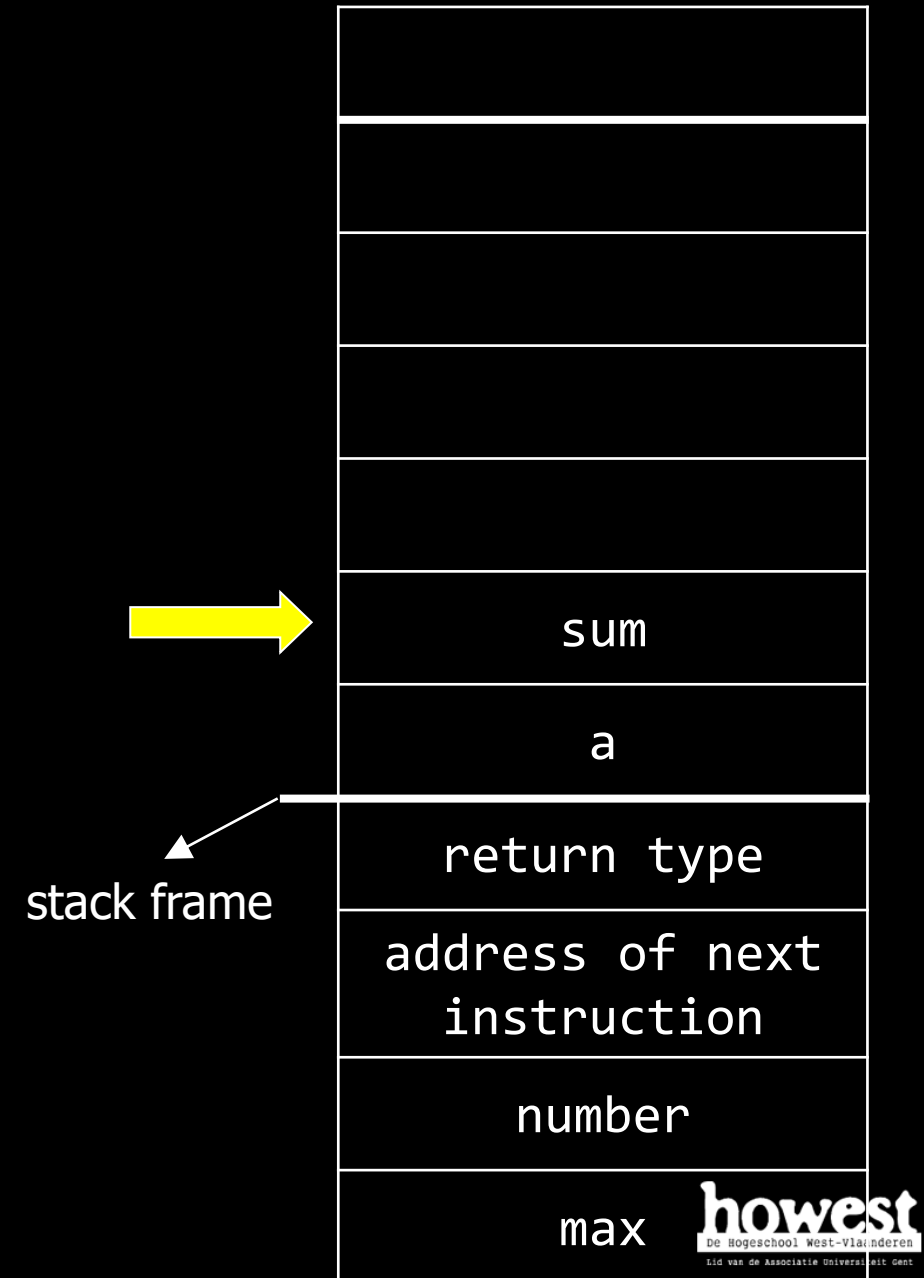 sum
a
return type
stack frame
address of next
instruction
number
max
howest
De Hogeschool West-Vlaanderen
Lid van de Associatie Universiteit Gent